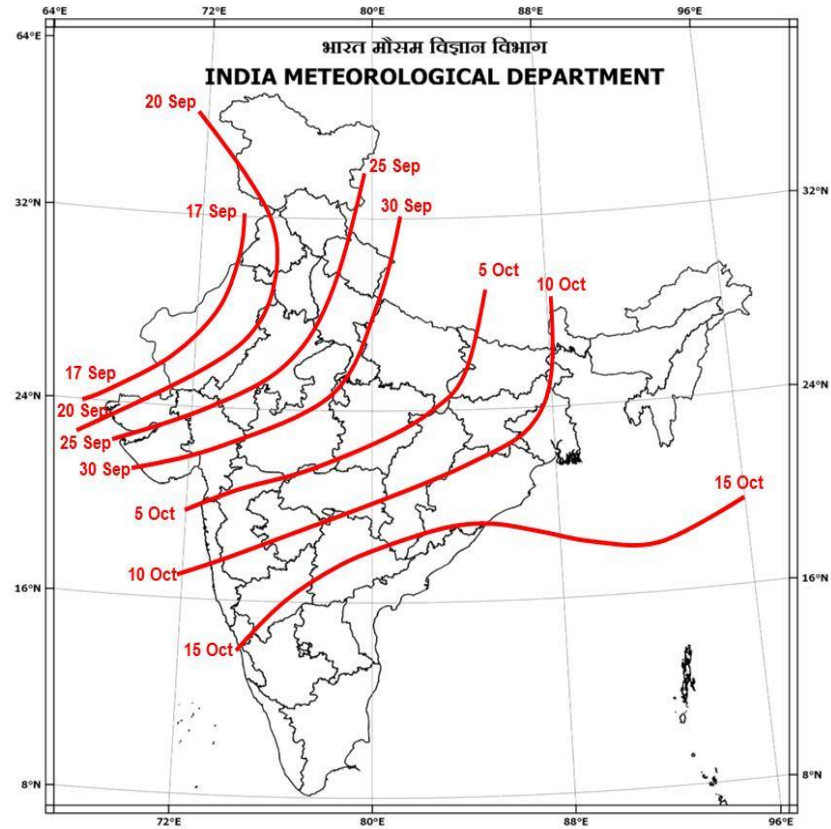 64°E 72°E 80°E 88°E 96°E
64°E
भारत मौसम विज्ञान विभाग
INDIA METEOROLOGICAL DEPARTMENT
20 Sep
25 Sep
32°N 32°N
17 Sep 30 Sep
5 Oct
10 Oct
17 Sep
24°N 24°N
20 Sep
25 Sep
30 Sep
15 Oct
5 Oct
10 Oct
16°N 16°N
15 Oct
8°N 8°N
72°E 80°E 88°E 96°E